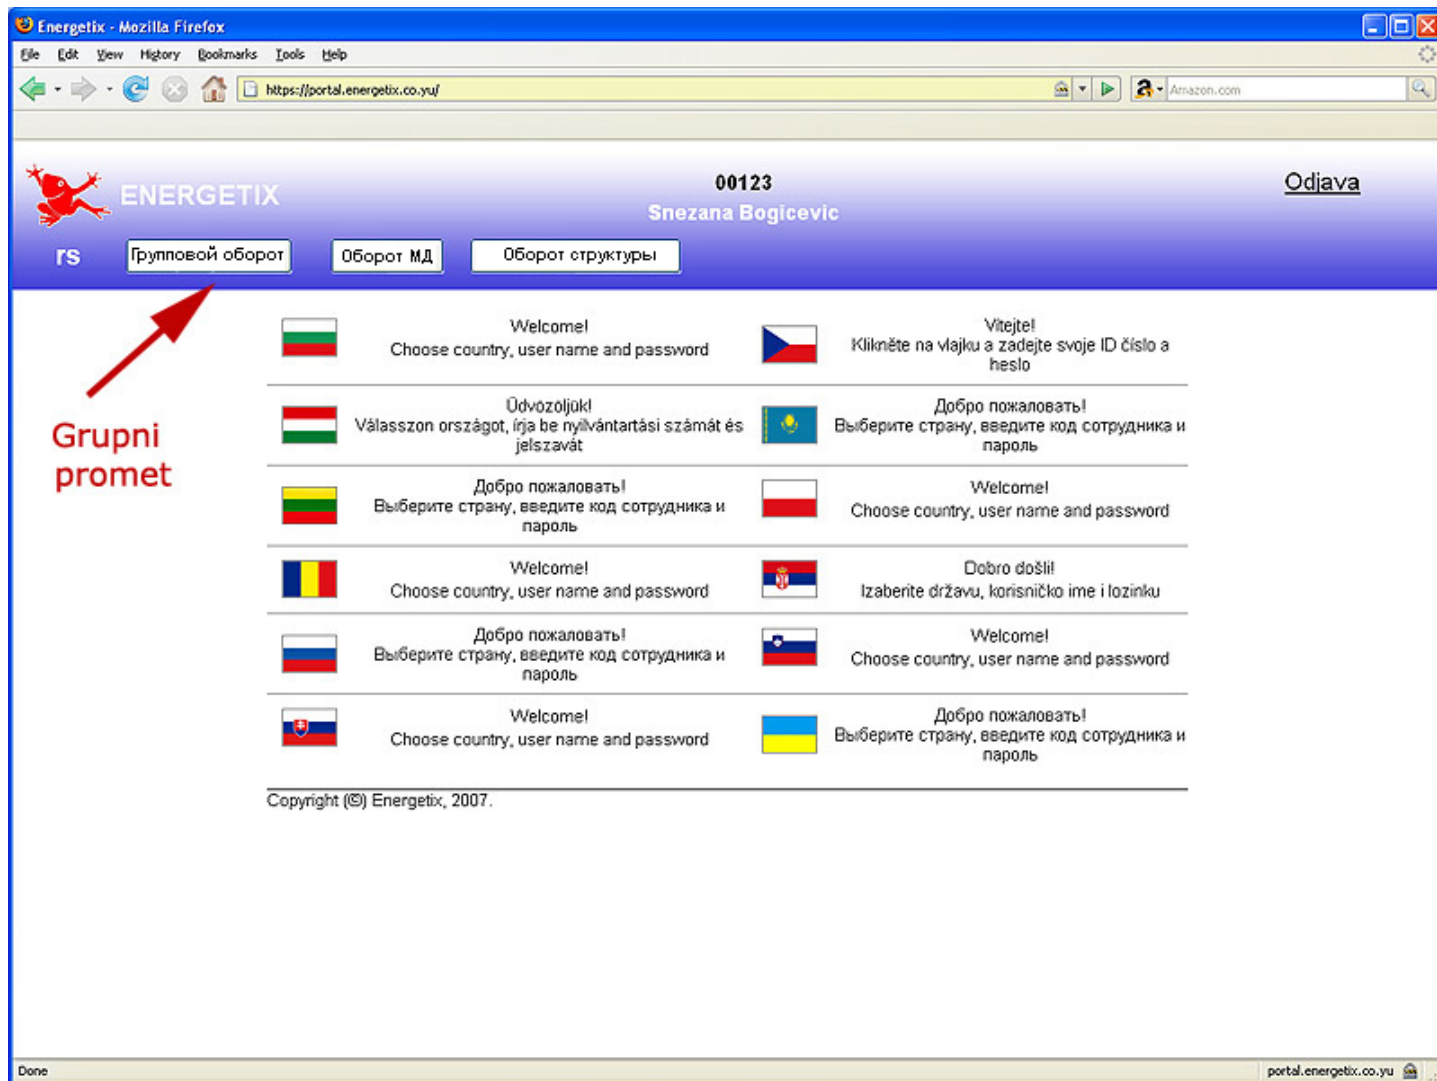 Energetix - Mozilla Firefox
File Edit View History Bookmarks Tools Help
https://portal.energetix.co.yu/
Amazon.com
ENERGETIX
00123
Snezana Bogicevic
Odjava
rs
Групповой оборот
Оборот МД
Оборот структуры
Grupni
promet
Welcome!
Choose country, user name and password
Vítejte!
Klikněte na vlajku a zadejte svoje ID číslo a
heslo
Üdvözöljük!
Válasszon országot, írja be nyilvántartási számát és
jelszavát
Добро пожаловать!
Выберите страну, введите код сотрудника и
пароль
Добро пожаловать!
Выберите страну, введите код сотрудника и
пароль
Welcome!
Choose country, user name and password
Welcome!
Choose country, user name and password
Dobro došli!
Izaberite državu, korisničko ime i lozinku
Добро пожаловать!
Выберите страну, введите код сотрудника и
пароль
Welcome!
Choose country, user name and password
Welcome!
Choose country, user name and password
Добро пожаловать!
Выберите страну, введите код сотрудника и
пароль
Copyright (©) Energetix, 2007.
Done
portal.energetix.co.yu